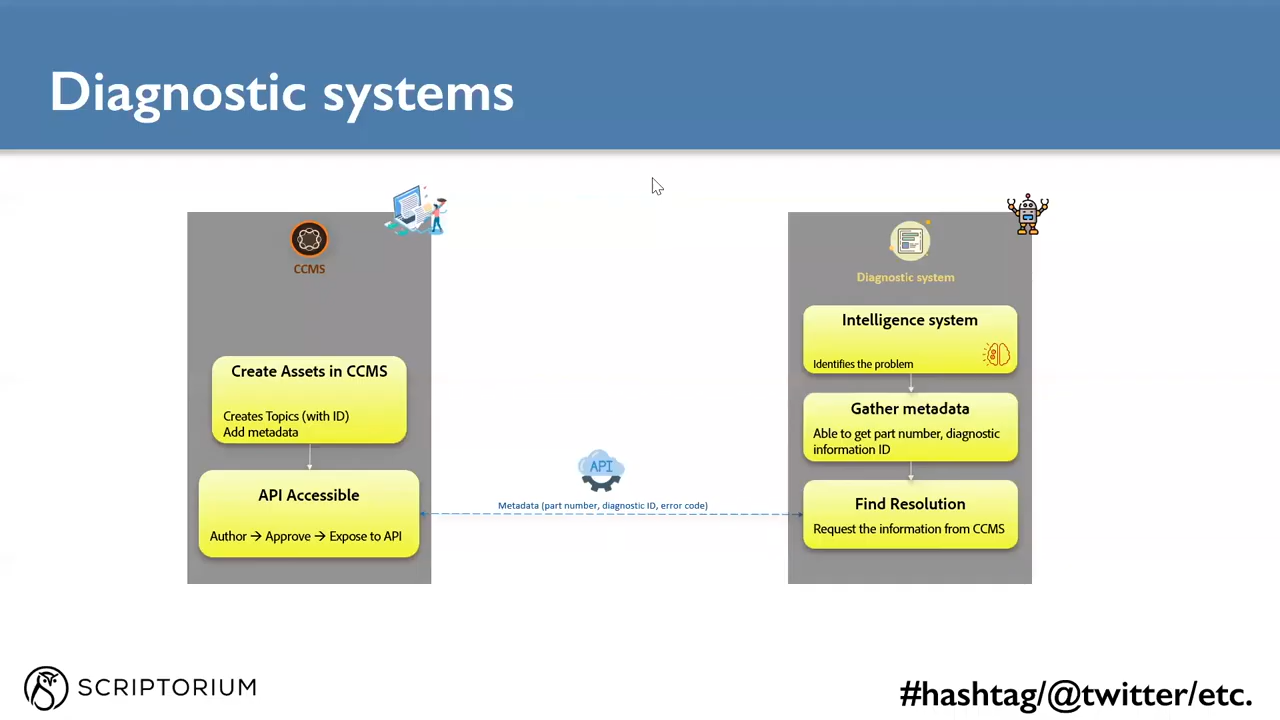 Diagnostic systems
CCMS
Create Assets in CCMS
Creates Topics (with ID)
Add metadata
API Accessible
Author → Approve → Expose to API
API
Metadata (part number, diagnostic ID, error code)
Diagnostic system
Intelligence system
Identifies the problem
Gather metadata
Able to get part number, diagnostic
information ID
Find Resolution
Request the information from CCMS
SCRIPTORIUM
#hashtag/@twitter/etc.